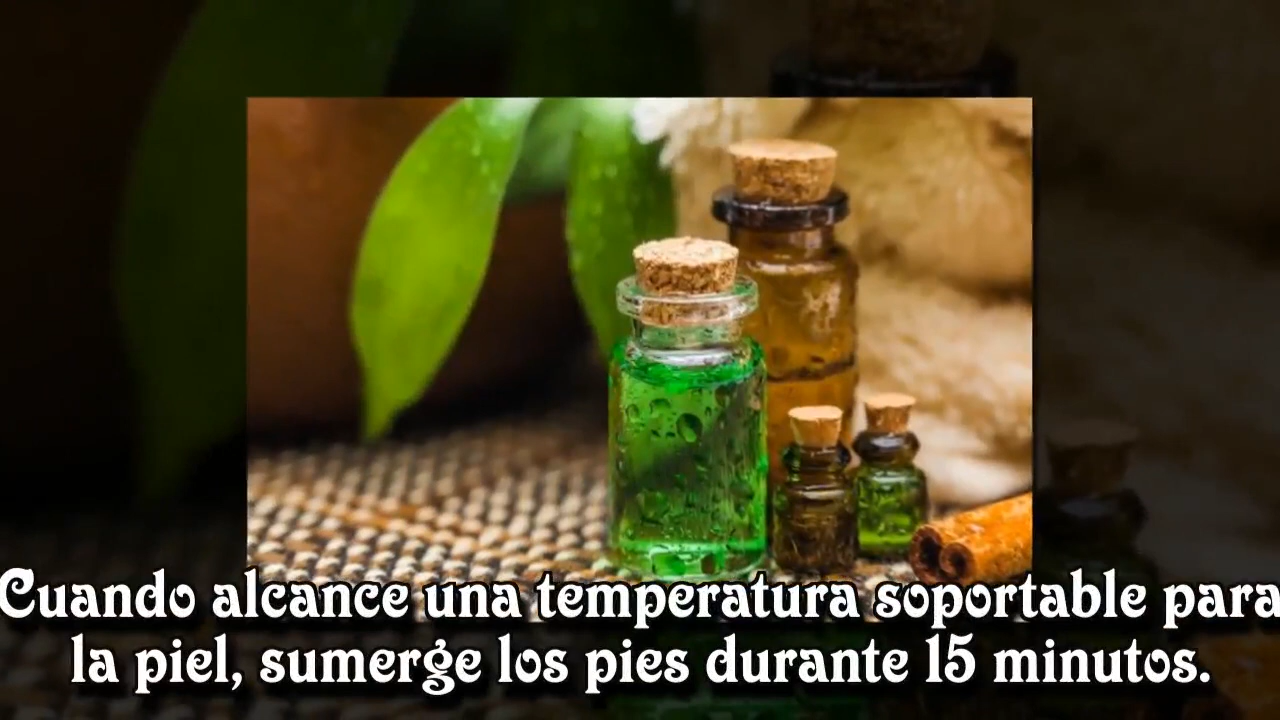 Cuando alcance una temperatura soportable para
la piel, sumerge los pies durante 15 minutos.